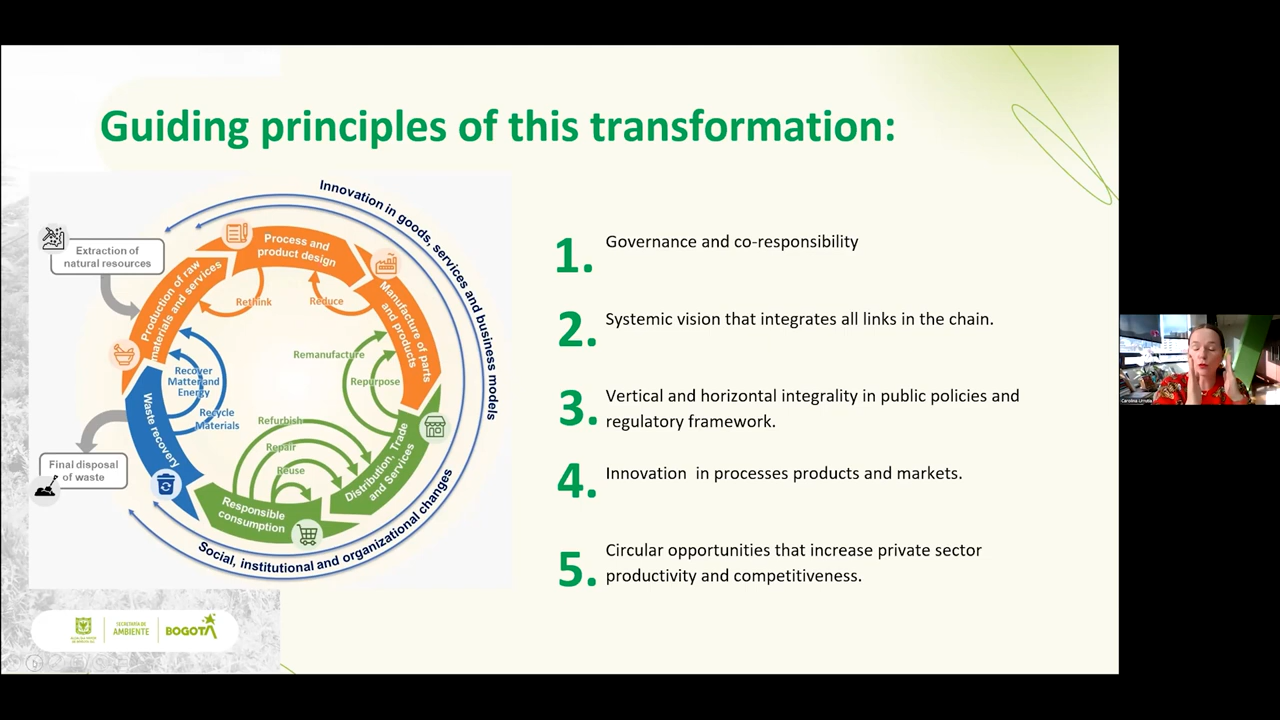 Guiding principles of this transformation:
Innovation in goods, services and business models
Extraction of
natural resources
Process and
product design
Production of raw
materials and services
Manufacture of parts
and products
Rethink
Reduce
Remanufacture
Repurpose
Recover
Matter and
Energy
Recycle
Materials
Waste recovery
Refurbish
Repair
Reuse
Distribution, Trade
and Services
Final disposal
of waste
Responsible
consumption
Social, institutional and organizational changes
1. Governance and co-responsibility
2. Systemic vision that integrates all links in the chain.
3. Vertical and horizontal integrality in public policies and
regulatory framework.
4. Innovation  in processes products and markets.
5. Circular opportunities that increase private sector
productivity and competitiveness.
SECRETARÍA DE
AMBIENTE
BOGOTÁ
Carolina Urrutia